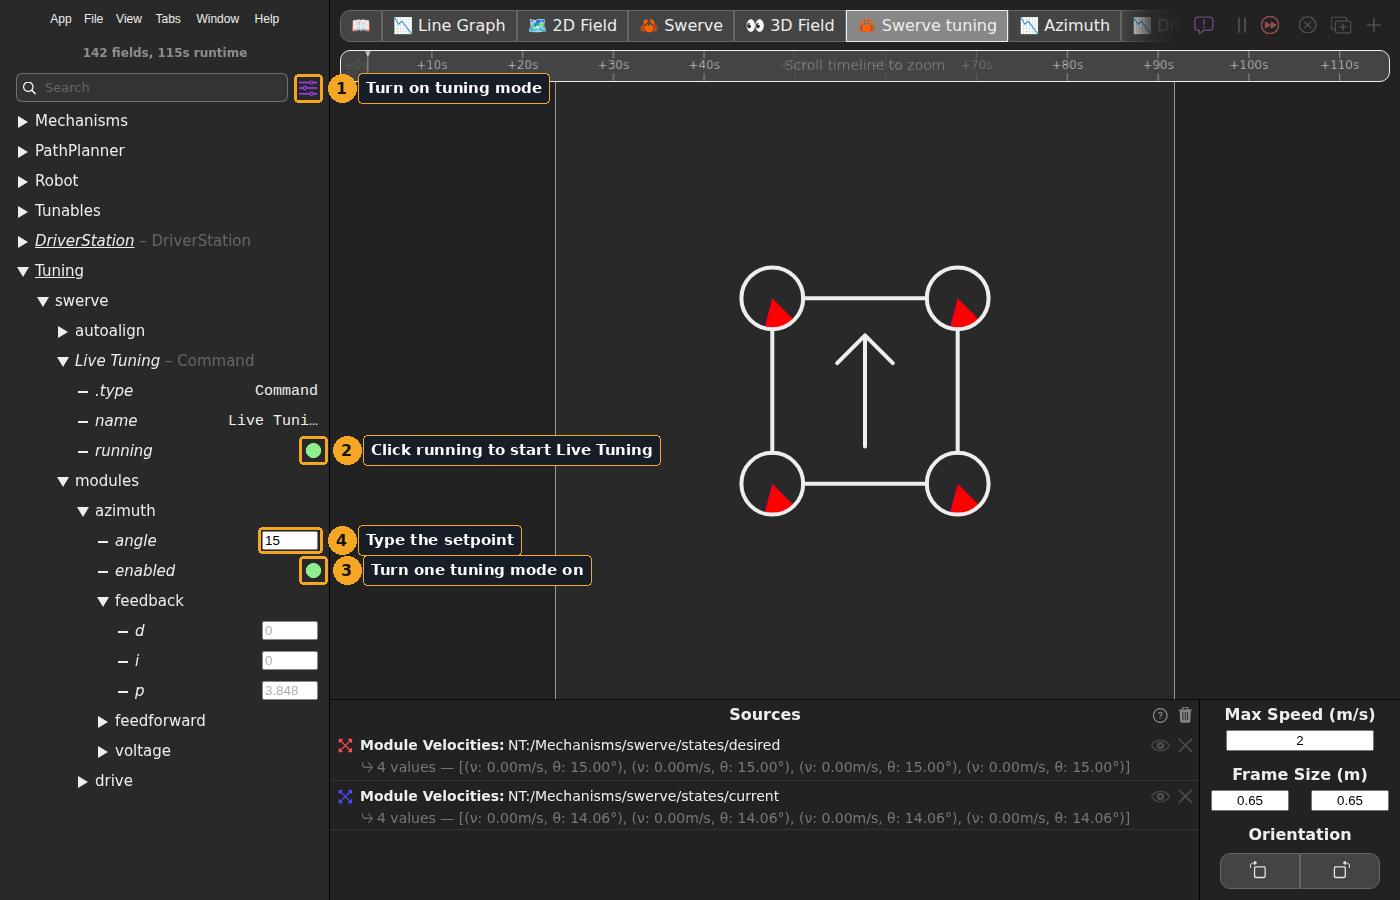 App File View Tabs Window Help
142 fields, 115s runtime
Search
1 Turn on tuning mode
Mechanisms
PathPlanner
Robot
Tunables
DriverStation – DriverStation
Tuning
swerve
autoalign
Live Tuning – Command
.type Command
name Live Tuni…
running
2 Click running to start Live Tuning
modules
azimuth
angle 15
4 Type the setpoint
enabled
3 Turn one tuning mode on
feedback
d 0
i 0
p 3.848
feedforward
voltage
drive
Line Graph 2D Field Swerve 3D Field Swerve tuning Azimuth
+0s +10s +20s +30s +40s Scroll timeline to zoom +70s +80s +90s +100s +110s
Sources
Module Velocities: NT:/Mechanisms/swerve/states/desired
4 values — [(ν: 0.00m/s, θ: 15.00°), (ν: 0.00m/s, θ: 15.00°), (ν: 0.00m/s, θ: 15.00°), (ν: 0.00m/s, θ: 15.00°)]
Module Velocities: NT:/Mechanisms/swerve/states/current
4 values — [(ν: 0.00m/s, θ: 14.06°), (ν: 0.00m/s, θ: 14.06°), (ν: 0.00m/s, θ: 14.06°), (ν: 0.00m/s, θ: 14.06°)]
Max Speed (m/s)
2
Frame Size (m)
0.65 0.65
Orientation